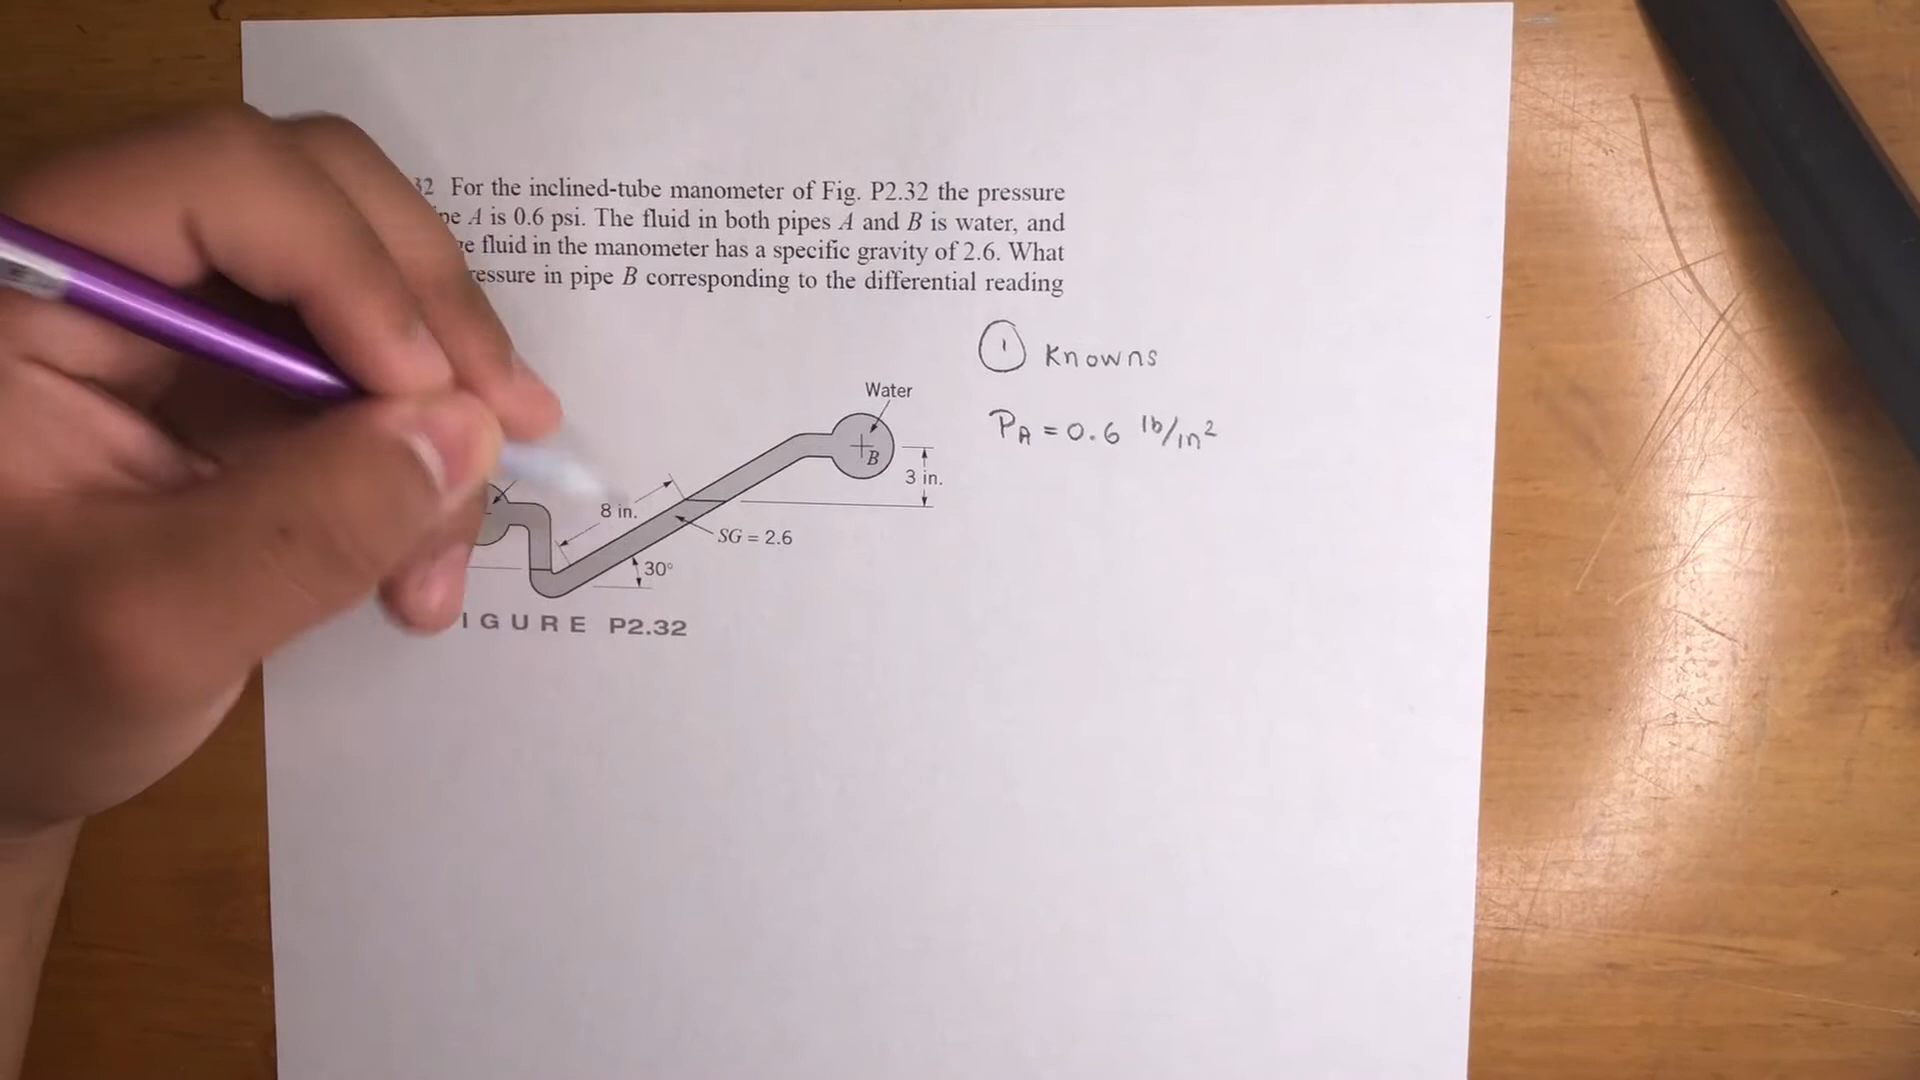 32 For the inclined-tube manometer of Fig. P2.32 the pressure
A is 0.6 psi. The fluid in both pipes A and B is water, and
fluid in the manometer has a specific gravity of 2.6. What
in pipe B corresponding to the differential reading
① Knowns
P_A = 0.6 lb/in²
Water
B
3 in.
8 in.
SG = 2.6
30°
IGURE P2.32